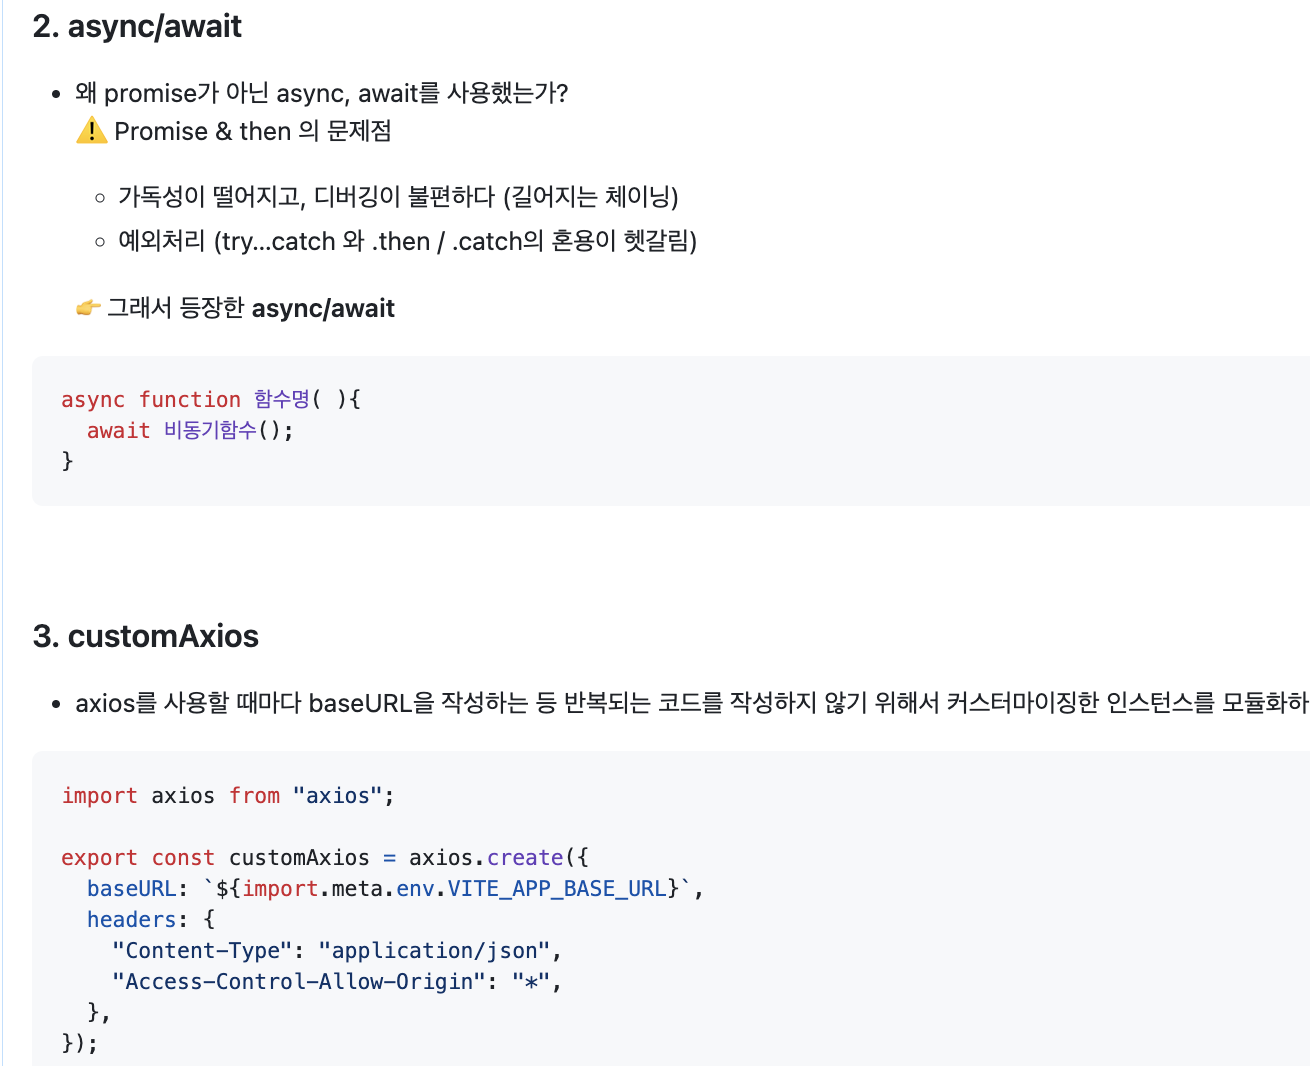 2. async/await
• 왜 promise가 아닌 async, await를 사용했는가?
⚠️ Promise & then 의 문제점
◦ 가독성이 떨어지고, 디버깅이 불편하다 (길어지는 체이닝)
◦ 예외처리 (try...catch 와 .then / .catch의 혼용이 헷갈림)
👉 그래서 등장한 async/await
async function 함수명( ){
  await 비동기함수();
}
3. customAxios
• axios를 사용할 때마다 baseURL을 작성하는 등 반복되는 코드를 작성하지 않기 위해서 커스터마이징한 인스턴스를 모듈화하
import axios from "axios";
export const customAxios = axios.create({
  baseURL: `${import.meta.env.VITE_APP_BASE_URL}`,
  headers: {
    "Content-Type": "application/json",
    "Access-Control-Allow-Origin": "*",
  },
});